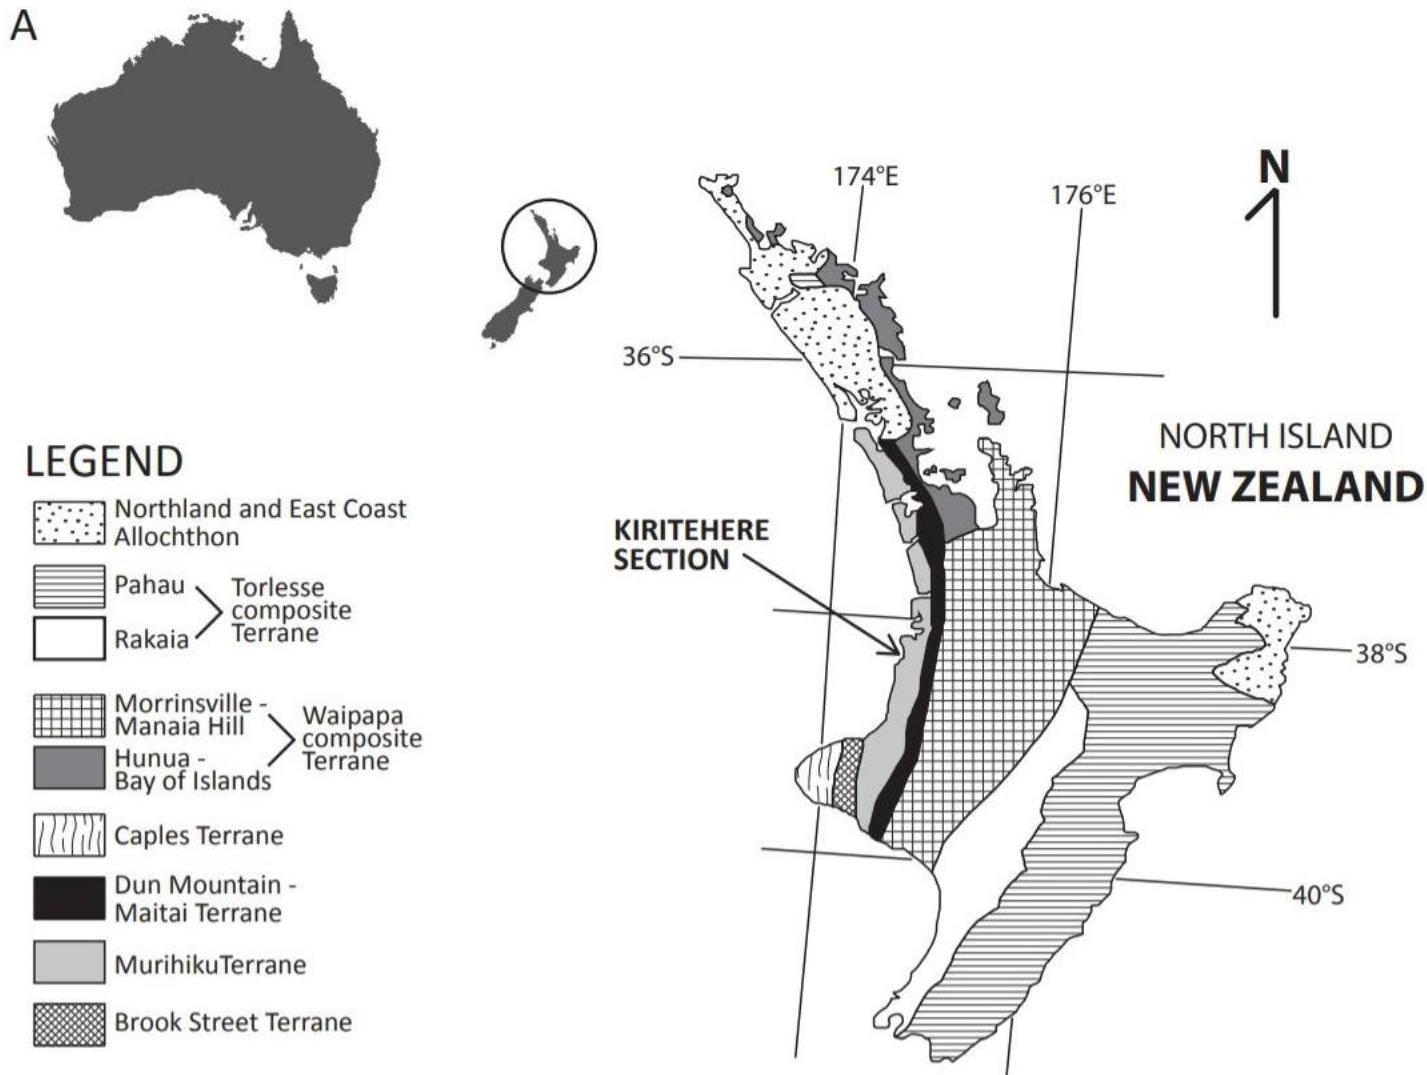 A
174°E
176°E
N
36°S
NORTH ISLAND
NEW ZEALAND
KIRITEHERE
SECTION
38°S
40°S
LEGEND
Northland and East Coast
Allochthon
Pahau
Rakaia
Torlesse
composite
Terrane
Morrinsville -
Manaia Hill
Hunua -
Bay of Islands
Waipapa
composite
Terrane
Caples Terrane
Dun Mountain -
Maitai Terrane
MurihikuTerrane
Brook Street Terrane